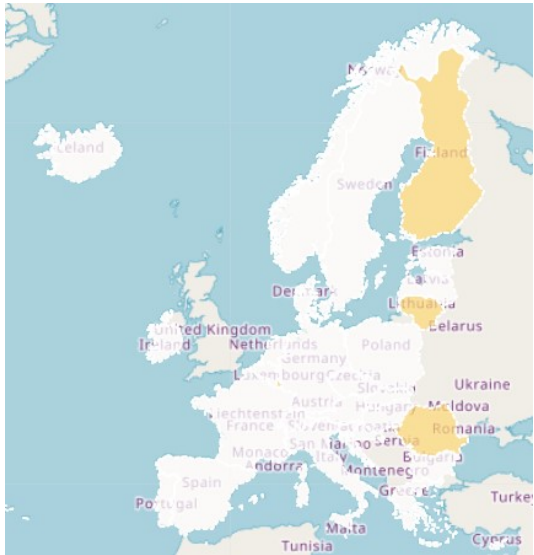 Norway
Iceland
Finland
Sweden
Estonia
Latvia
Denmark
Lithuania
United Kingdom
Belarus
Ireland
Netherlands
Poland
Germany
Luxembourg
Czechia
Slovakia
Ukraine
Austria
Hungary
Moldova
Liechtenstein
France
Slovenia
Croatia
Romania
San Marino
Serbia
Monaco
Italy
Bulgaria
Andorra
Montenegro
Spain
Greece
Portugal
Turkey
Malta
Cyprus
Tunisia